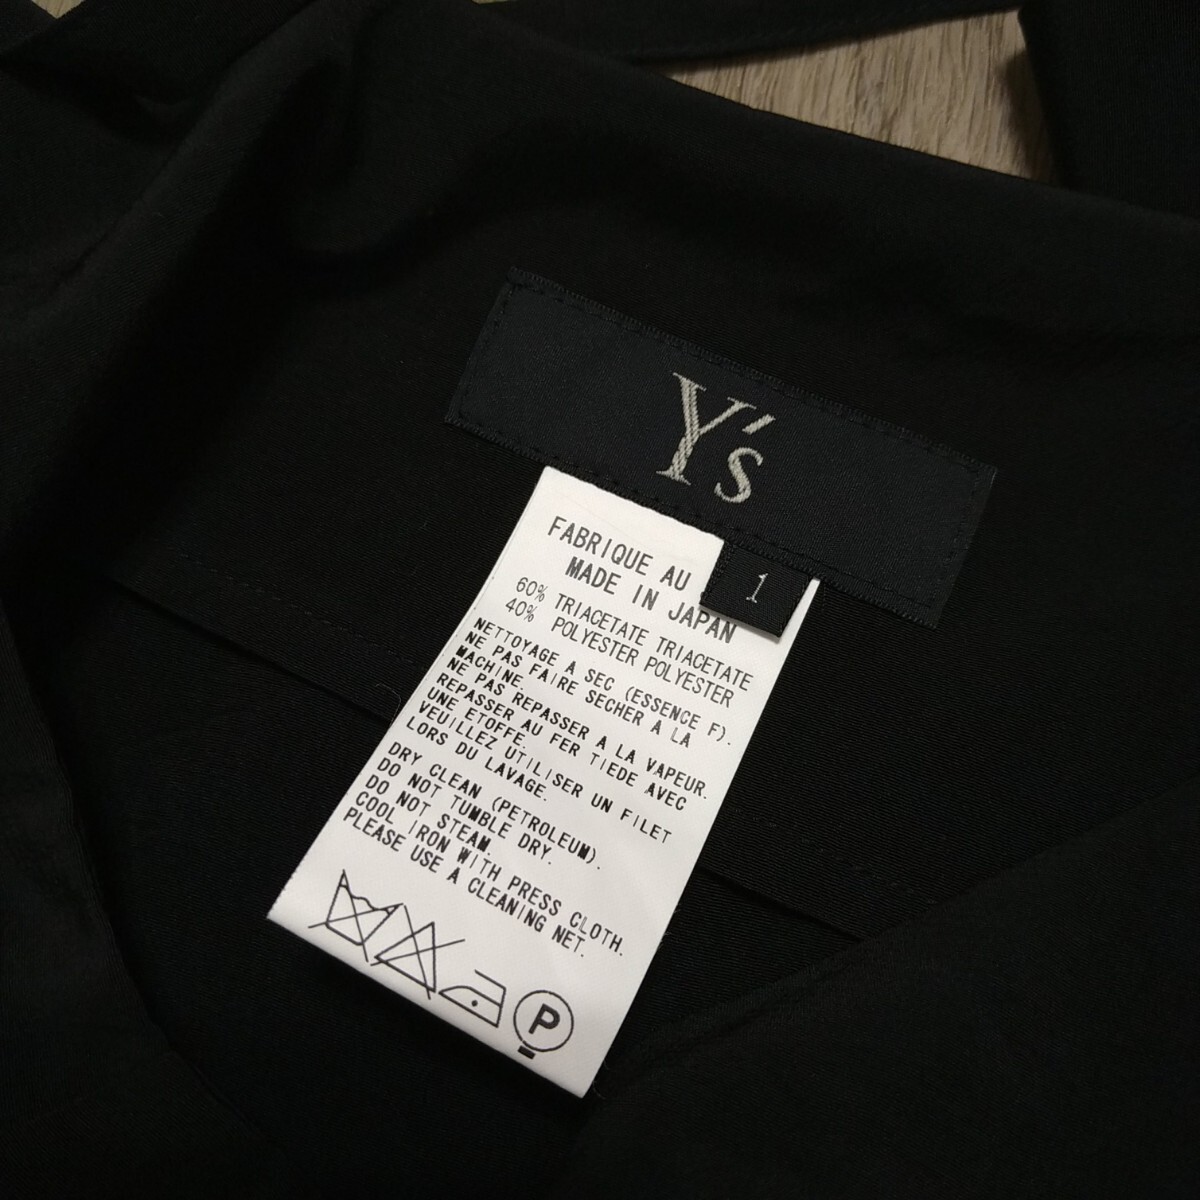 Y's
1
FABRIQUE AU
MADE IN JAPAN
60% TRIACETATE TRIACETATE
40% POLYESTER POLYESTER
NETTOYAGE A SEC (ESSENCE F).
NE PAS FAIRE SECHER A LA
MACHINE.
NE PAS REPASSER A LA VAPEUR.
REPASSER AU FER TIEDE AVEC
UNE ETOFFE.
VEUILLEZ UTILISER UN FILET
LORS DU LAVAGE.
DRY CLEAN (PETROLEUM).
DO NOT TUMBLE DRY.
DO NOT STEAM.
COOL IRON WITH PRESS CLOTH.
PLEASE USE A CLEANING NET.
P